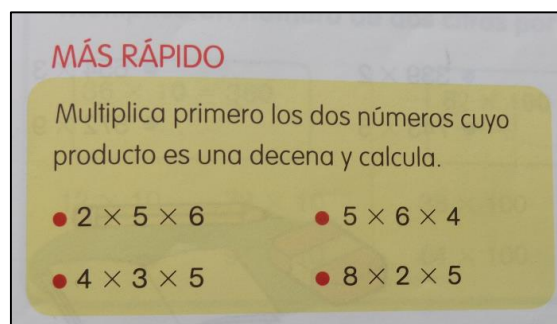 MÁS RÁPIDO
Multiplica primero los dos números cuyo
producto es una decena y calcula.
● 2 × 5 × 6
● 5 × 6 × 4
● 4 × 3 × 5
● 8 × 2 × 5